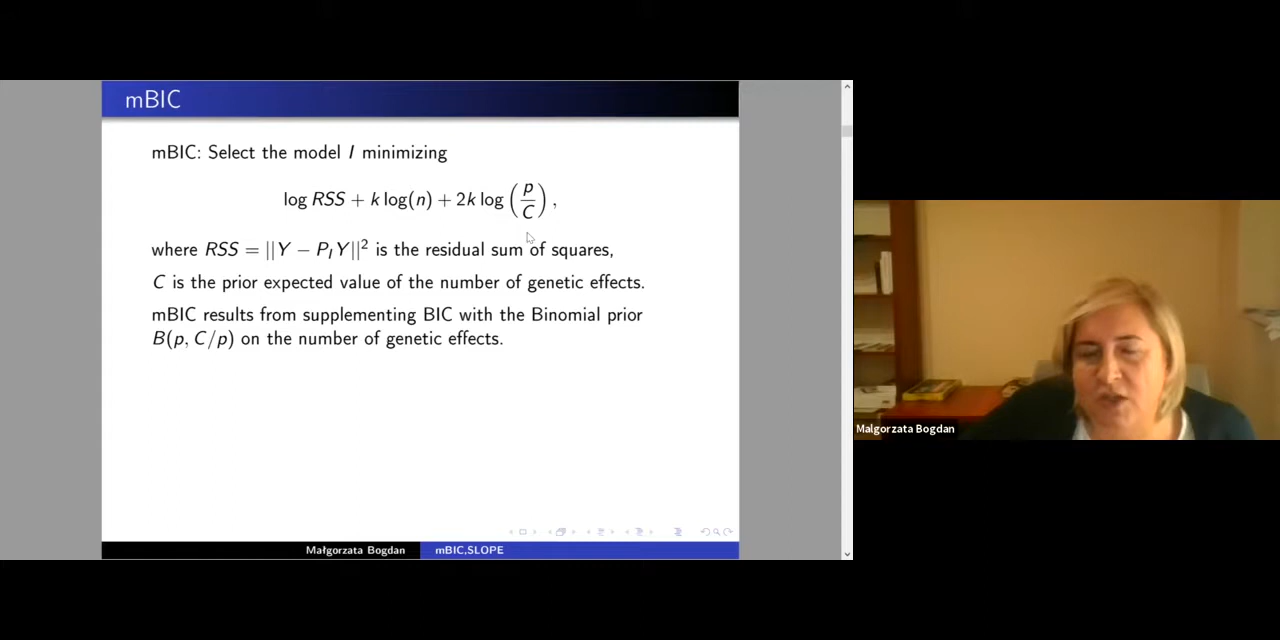 mBIC
mBIC: Select the model I minimizing
log RSS + k log(n) + 2k log (p/C),
where RSS = ||Y − P_I Y||² is the residual sum of squares,
C is the prior expected value of the number of genetic effects.
mBIC results from supplementing BIC with the Binomial prior
B(p, C/p) on the number of genetic effects.
Malgorzata Bogdan
Małgorzata Bogdan mBIC,SLOPE